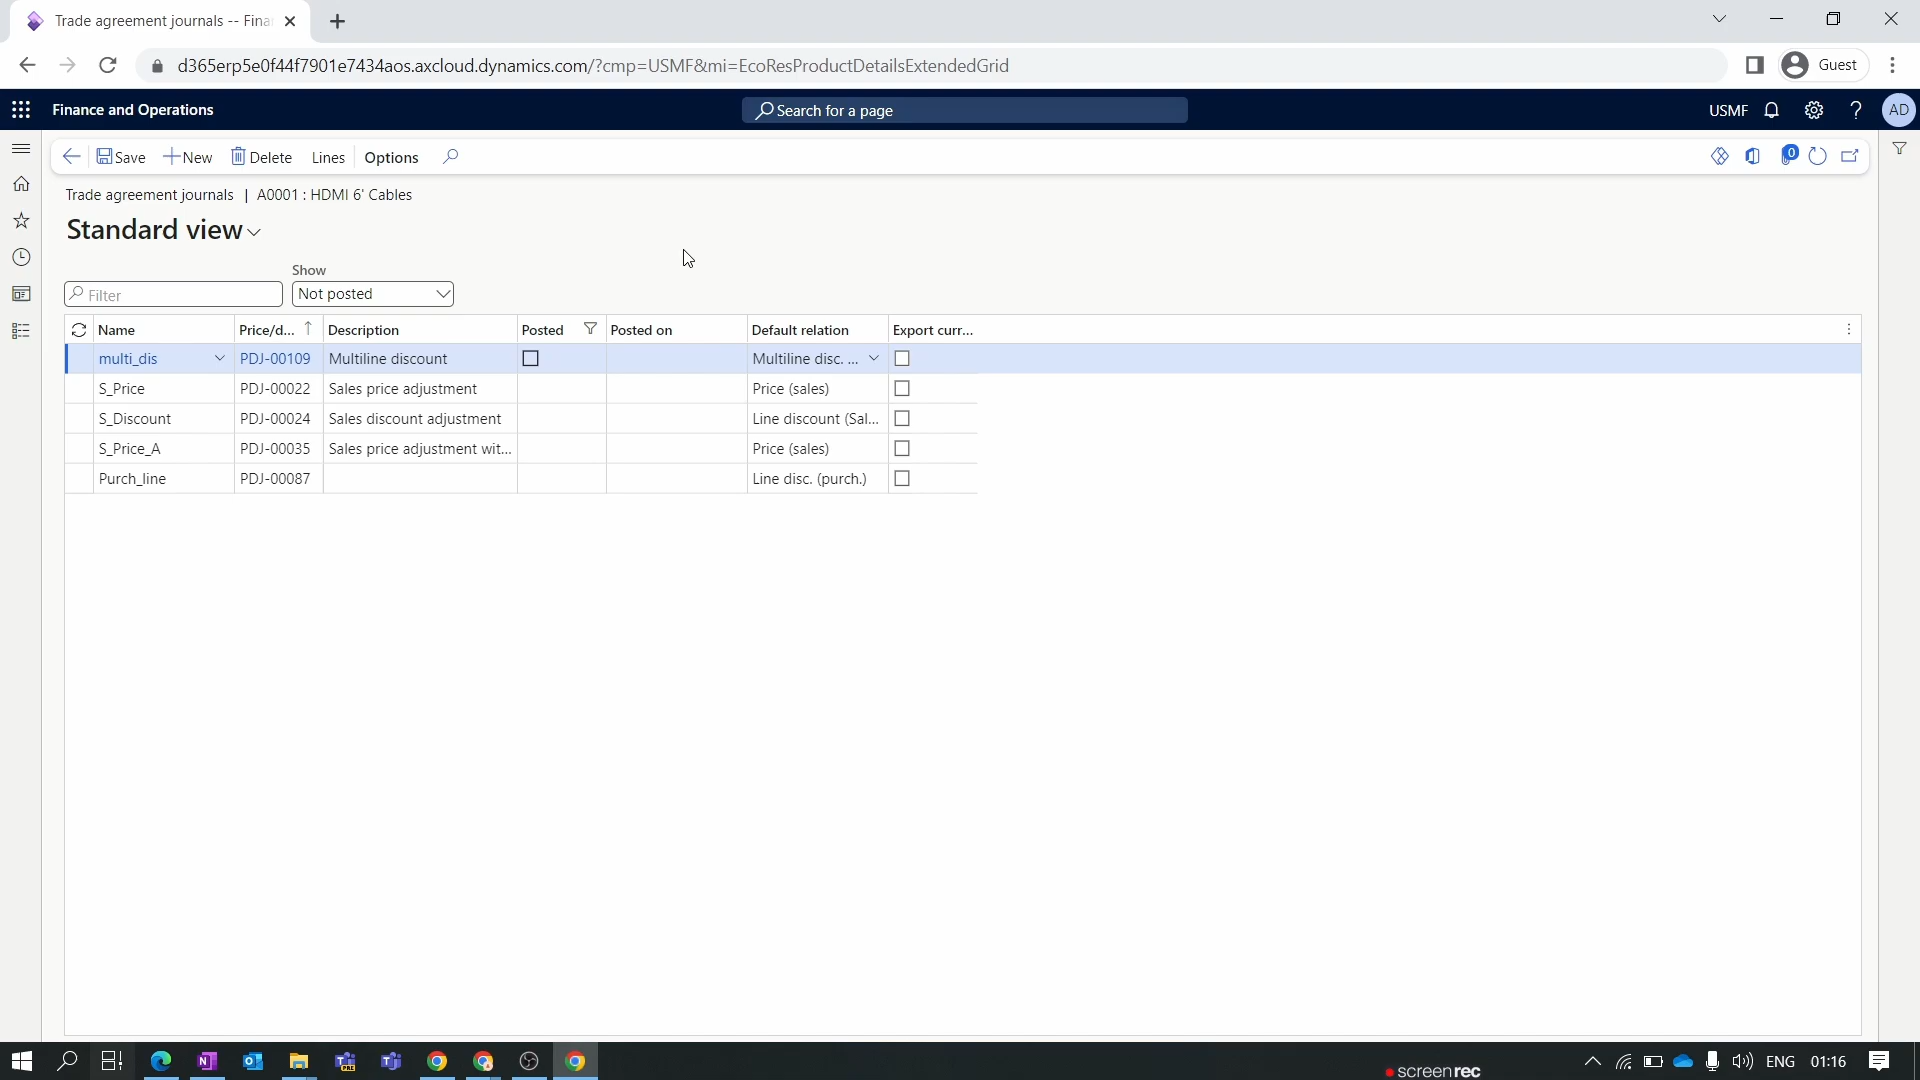 Trade agreement journals -- Fina
d365erp5e0f44f7901e7434aos.axcloud.dynamics.com/?cmp=USMF&mi=EcoResProductDetailsExtendedGrid
Guest
Finance and Operations
Search for a page
USMF
?
AD
Save
New
Delete
Lines
Options
0
Trade agreement journals | A0001 : HDMI 6' Cables
Standard view
Show
Filter
Not posted
Name Price/d... Description Posted Posted on Default relation Export curr...
multi_dis PDJ-00109 Multiline discount Multiline disc. ...
S_Price PDJ-00022 Sales price adjustment Price (sales)
S_Discount PDJ-00024 Sales discount adjustment Line discount (Sal...
S_Price_A PDJ-00035 Sales price adjustment wit... Price (sales)
Purch_line PDJ-00087 Line disc. (purch.)
screenrec
ENG
01:16